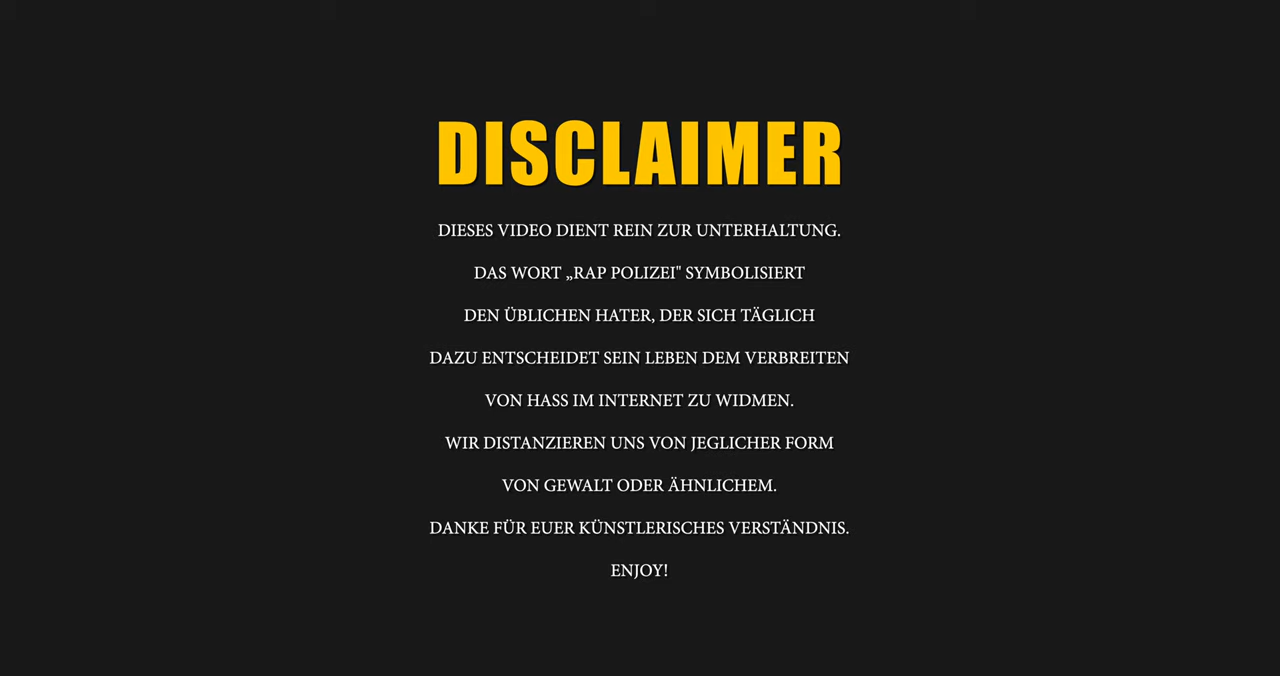 DISCLAIMER
DIESES VIDEO DIENT REIN ZUR UNTERHALTUNG.
DAS WORT „RAP POLIZEI" SYMBOLISIERT
DEN ÜBLICHEN HATER, DER SICH TÄGLICH
DAZU ENTSCHEIDET SEIN LEBEN DEM VERBREITEN
VON HASS IM INTERNET ZU WIDMEN.
WIR DISTANZIEREN UNS VON JEGLICHER FORM
VON GEWALT ODER ÄHNLICHEM.
DANKE FÜR EUER KÜNSTLERISCHES VERSTÄNDNIS.
ENJOY!